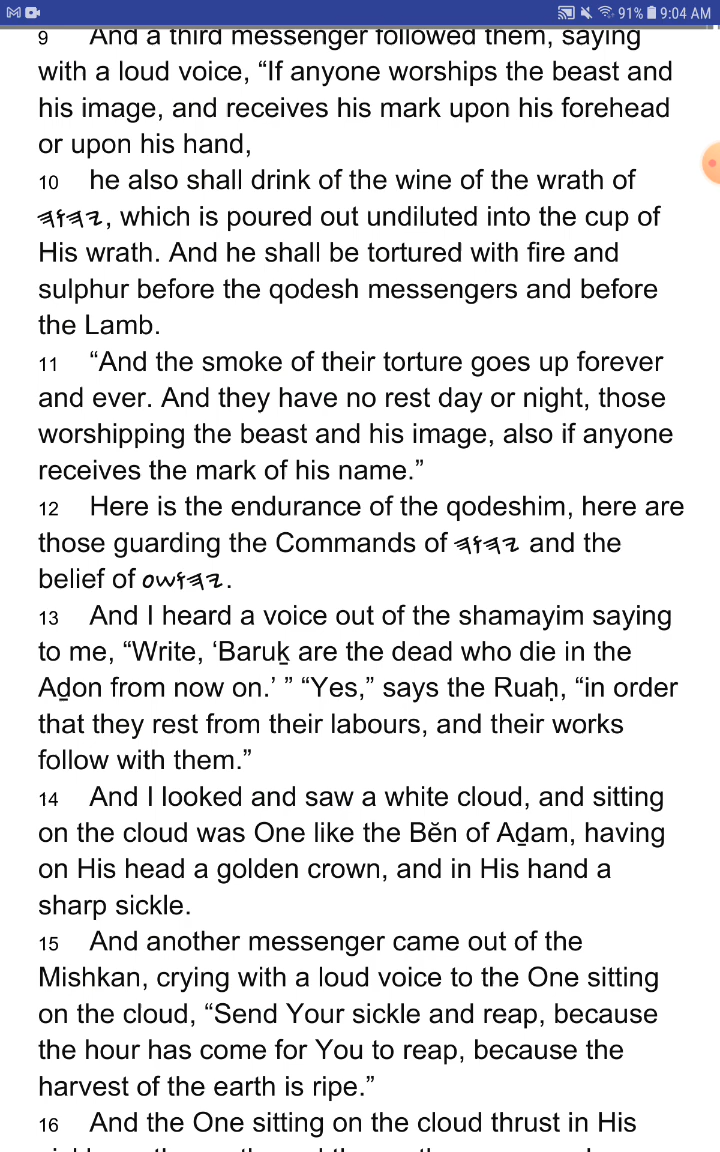 91% 9:04 AM
9 And a third messenger followed them, saying
with a loud voice, “If anyone worships the beast and
his image, and receives his mark upon his forehead
or upon his hand,
10 he also shall drink of the wine of the wrath of
𐤉𐤄𐤅𐤄, which is poured out undiluted into the cup of
His wrath. And he shall be tortured with fire and
sulphur before the qodesh messengers and before
the Lamb.
11 “And the smoke of their torture goes up forever
and ever. And they have no rest day or night, those
worshipping the beast and his image, also if anyone
receives the mark of his name.”
12 Here is the endurance of the qodeshim, here are
those guarding the Commands of 𐤉𐤄𐤅𐤄 and the
belief of 𐤉𐤄𐤅𐤔𐤏.
13 And I heard a voice out of the shamayim saying
to me, “Write, ‘Baruḵ are the dead who die in the
Aḏon from now on.’ ” “Yes,” says the Ruaḥ, “in order
that they rest from their labours, and their works
follow with them.”
14 And I looked and saw a white cloud, and sitting
on the cloud was One like the Bĕn of Aḏam, having
on His head a golden crown, and in His hand a
sharp sickle.
15 And another messenger came out of the
Mishkan, crying with a loud voice to the One sitting
on the cloud, “Send Your sickle and reap, because
the hour has come for You to reap, because the
harvest of the earth is ripe.”
16 And the One sitting on the cloud thrust in His